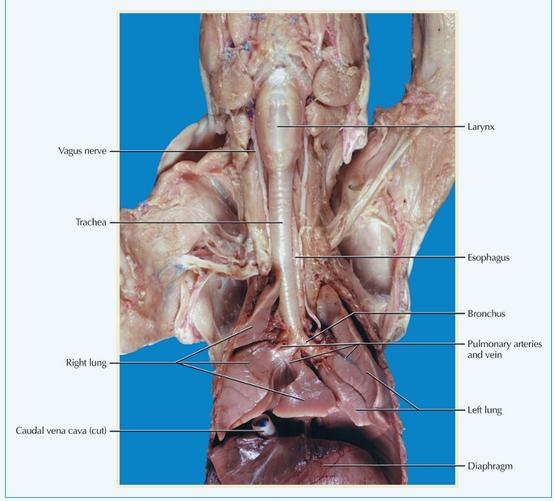 Larynx
Vagus nerve
Trachea
Esophagus
Bronchus
Pulmonary arteries
and vein
Right lung
Left lung
Caudal vena cava (cut)
Diaphragm